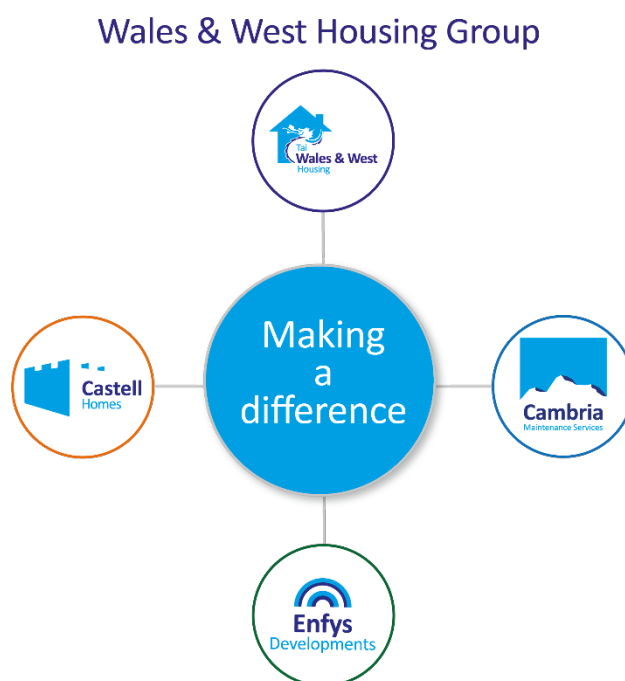 Wales & West Housing Group
Tai
Wales & West
Housing
Making
a
difference
Castell
Homes
Cambria
Maintenance Services
Enfys
Developments